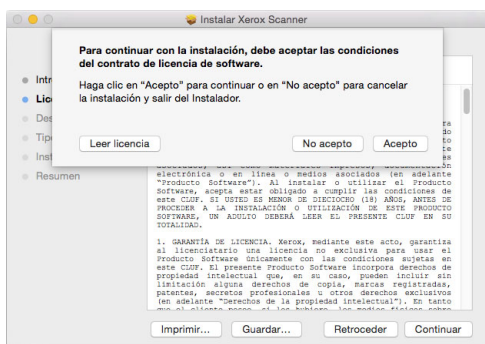 Instalar Xerox Scanner
Para continuar con la instalación, debe aceptar las condiciones
del contrato de licencia de software.
Haga clic en “Acepto” para continuar o en “No acepto” para cancelar
la instalación y salir del Instalador.
Leer licencia
No acepto
Acepto
Resumen
electrónica o en línea o medios asociados (en adelante
"Producto Software"). Al instalar o utilizar el Producto
Software, acepta estar obligado a cumplir las condiciones de
este CLUF. SI USTED ES MENOR DE DIECIOCHO (18) AÑOS, ANTES DE
PROCEDER A LA INSTALACIÓN O UTILIZACIÓN DE ESTE PRODUCTO
SOFTWARE, UN ADULTO DEBERÁ LEER EL PRESENTE CLUF EN SU
TOTALIDAD.
1. GARANTÍA DE LICENCIA. Xerox, mediante este acto, garantiza
al licenciatario una licencia no exclusiva para usar el
Producto Software únicamente con las condiciones sujetas en
este CLUF. El presente Producto Software incorpora derechos de
propiedad intelectual que, en su caso, pueden incluir sin
limitación alguna derechos de copia, marcas registradas,
patentes, secretos profesionales u otros derechos exclusivos
(en adelante "Derechos de la propiedad intelectual"). En tanto
Imprimir...
Guardar...
Retroceder
Continuar